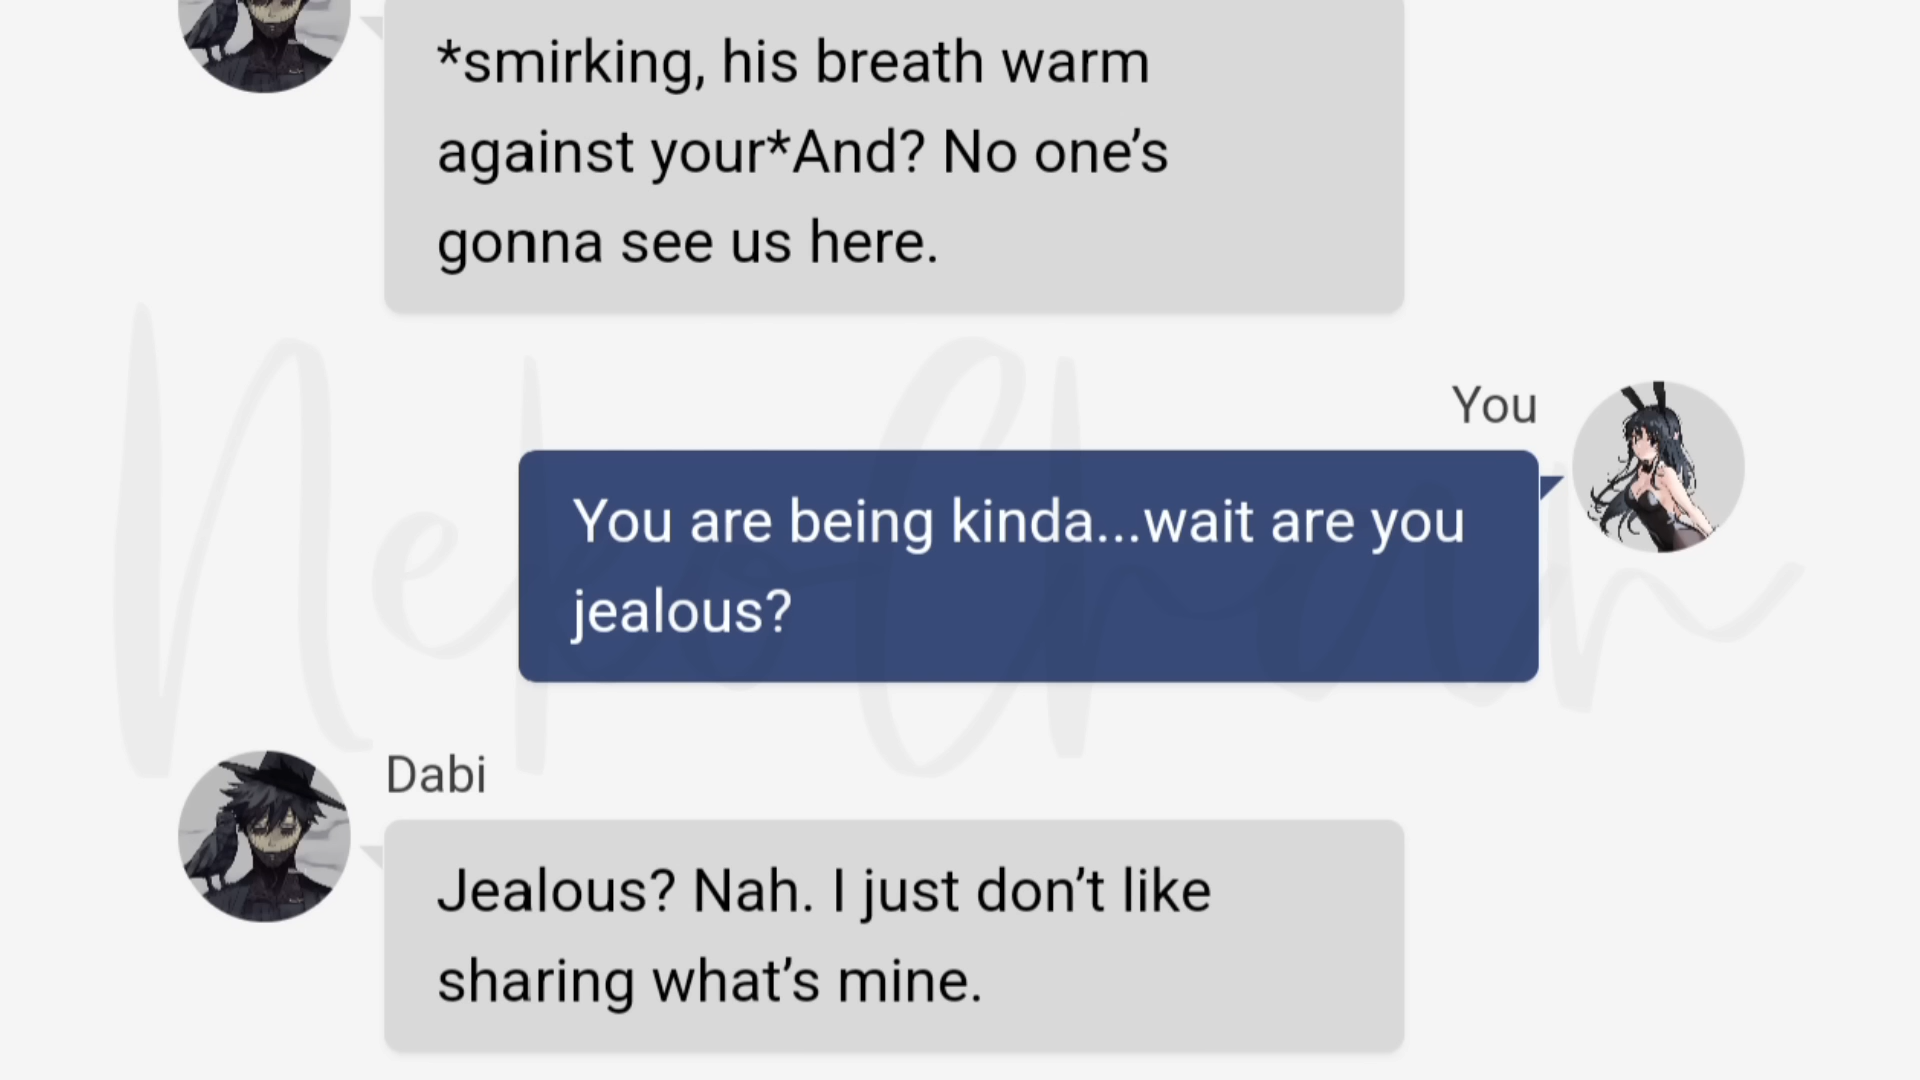 *smirking, his breath warm
against your*And? No one’s
gonna see us here.
You
You are being kinda...wait are you
jealous?
NekoChan
Dabi
Jealous? Nah. I just don’t like
sharing what’s mine.